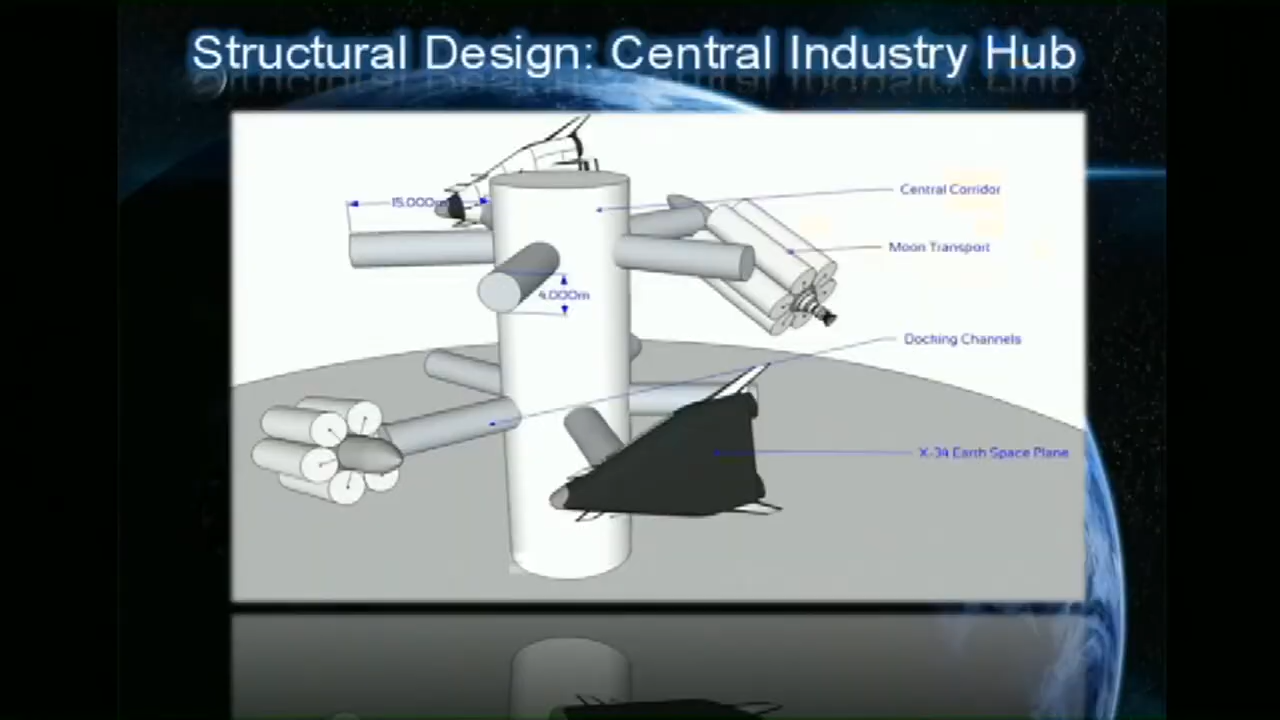 Structural Design: Central Industry Hub
Central Corridor
15.000m
Moon Transport
4.000m
Docking Channels
X-34 Earth Space Plane